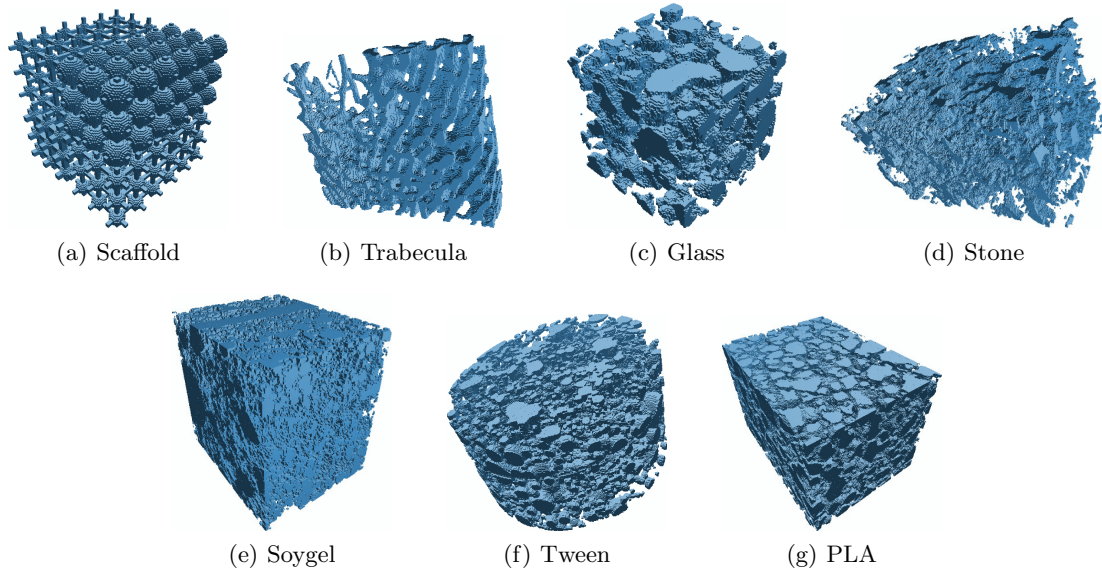 (a) Scaffold
(b) Trabecula
(c) Glass
(d) Stone
(e) Soygel
(f) Tween
(g) PLA